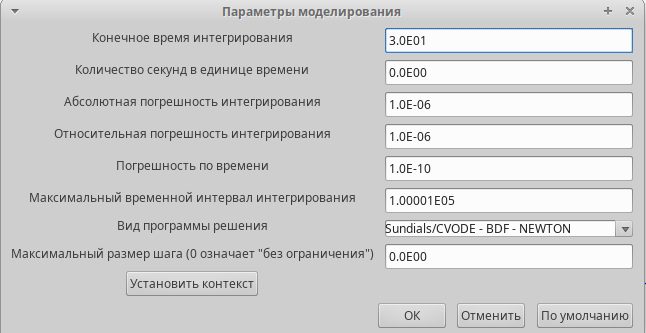 Параметры моделирования
Конечное время интегрирования 3.0E01
Количество секунд в единице времени 0.0E00
Абсолютная погрешность интегрирования 1.0E-06
Относительная погрешность интегрирования 1.0E-06
Погрешность по времени 1.0E-10
Максимальный временной интервал интегрирования 1.00001E05
Вид программы решения Sundials/CVODE - BDF - NEWTON
Максимальный размер шага (0 означает "без ограничения") 0.0E00
Установить контекст
ОК Отменить По умолчанию